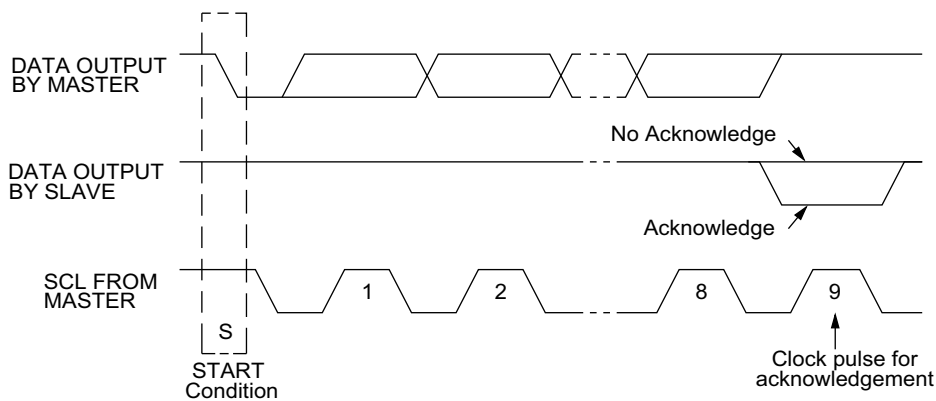 DATA OUTPUT
BY MASTER
No Acknowledge
DATA OUTPUT
BY SLAVE
Acknowledge
SCL FROM
MASTER
1
2
8
9
S
START
Condition
Clock pulse for
acknowledgement